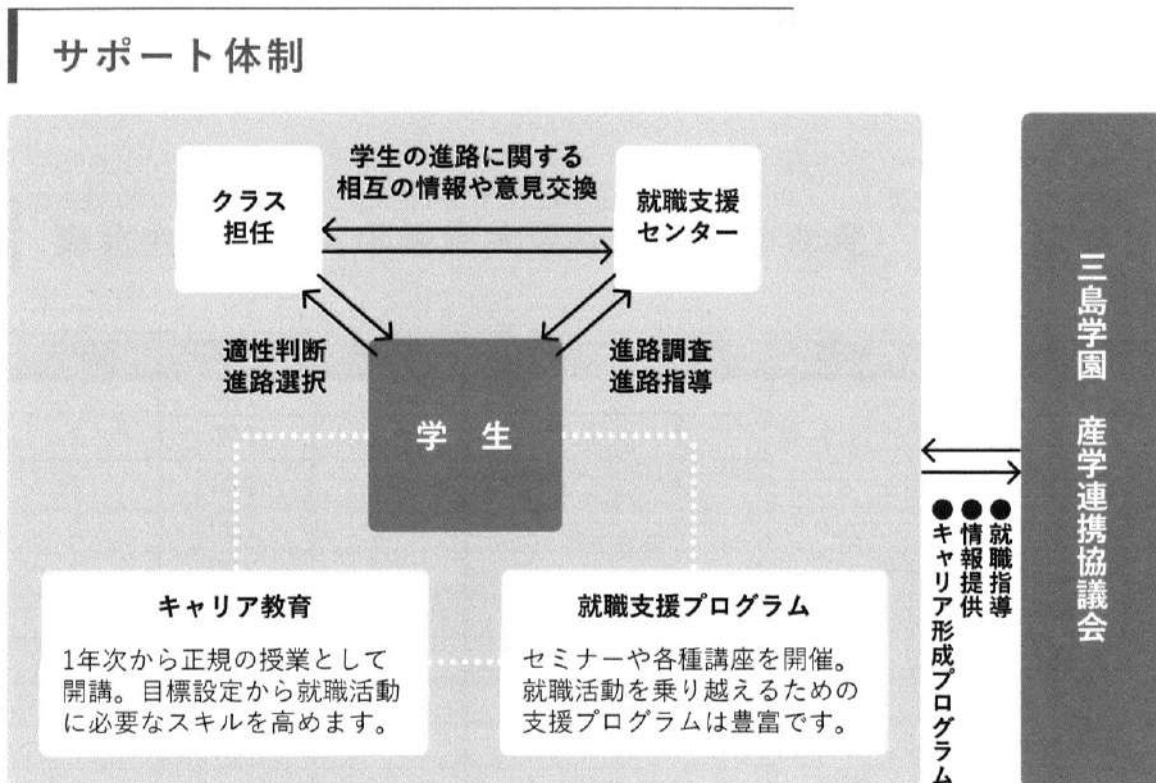 サポート体制
学生の進路に関する
相互の情報や意見交換
クラス
担任
就職支援
センター
適性判断
進路選択
進路調査
進路指導
学 生
キャリア教育
1年次から正規の授業として
開講。目標設定から就職活動
に必要なスキルを高めます。
就職支援プログラム
セミナーや各種講座を開催。
就職活動を乗り越えるための
支援プログラムは豊富です。
●就職指導
●情報提供
●キャリア形成プログラム
三島学園 産学連携協議会